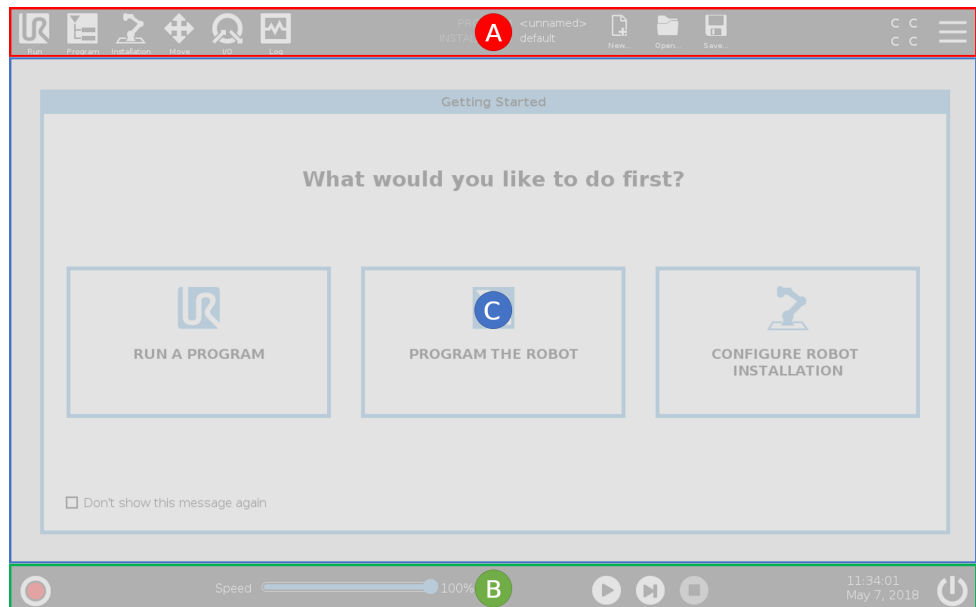 <unnamed>
default
Run
Program
Installation
Move
I/O
Log
New...
Open...
Save...
C C
C C
A
Getting Started
What would you like to do first?
RUN A PROGRAM
C
PROGRAM THE ROBOT
CONFIGURE ROBOT
INSTALLATION
Don't show this message again
Speed
100%
B
11:34:01
May 7, 2018